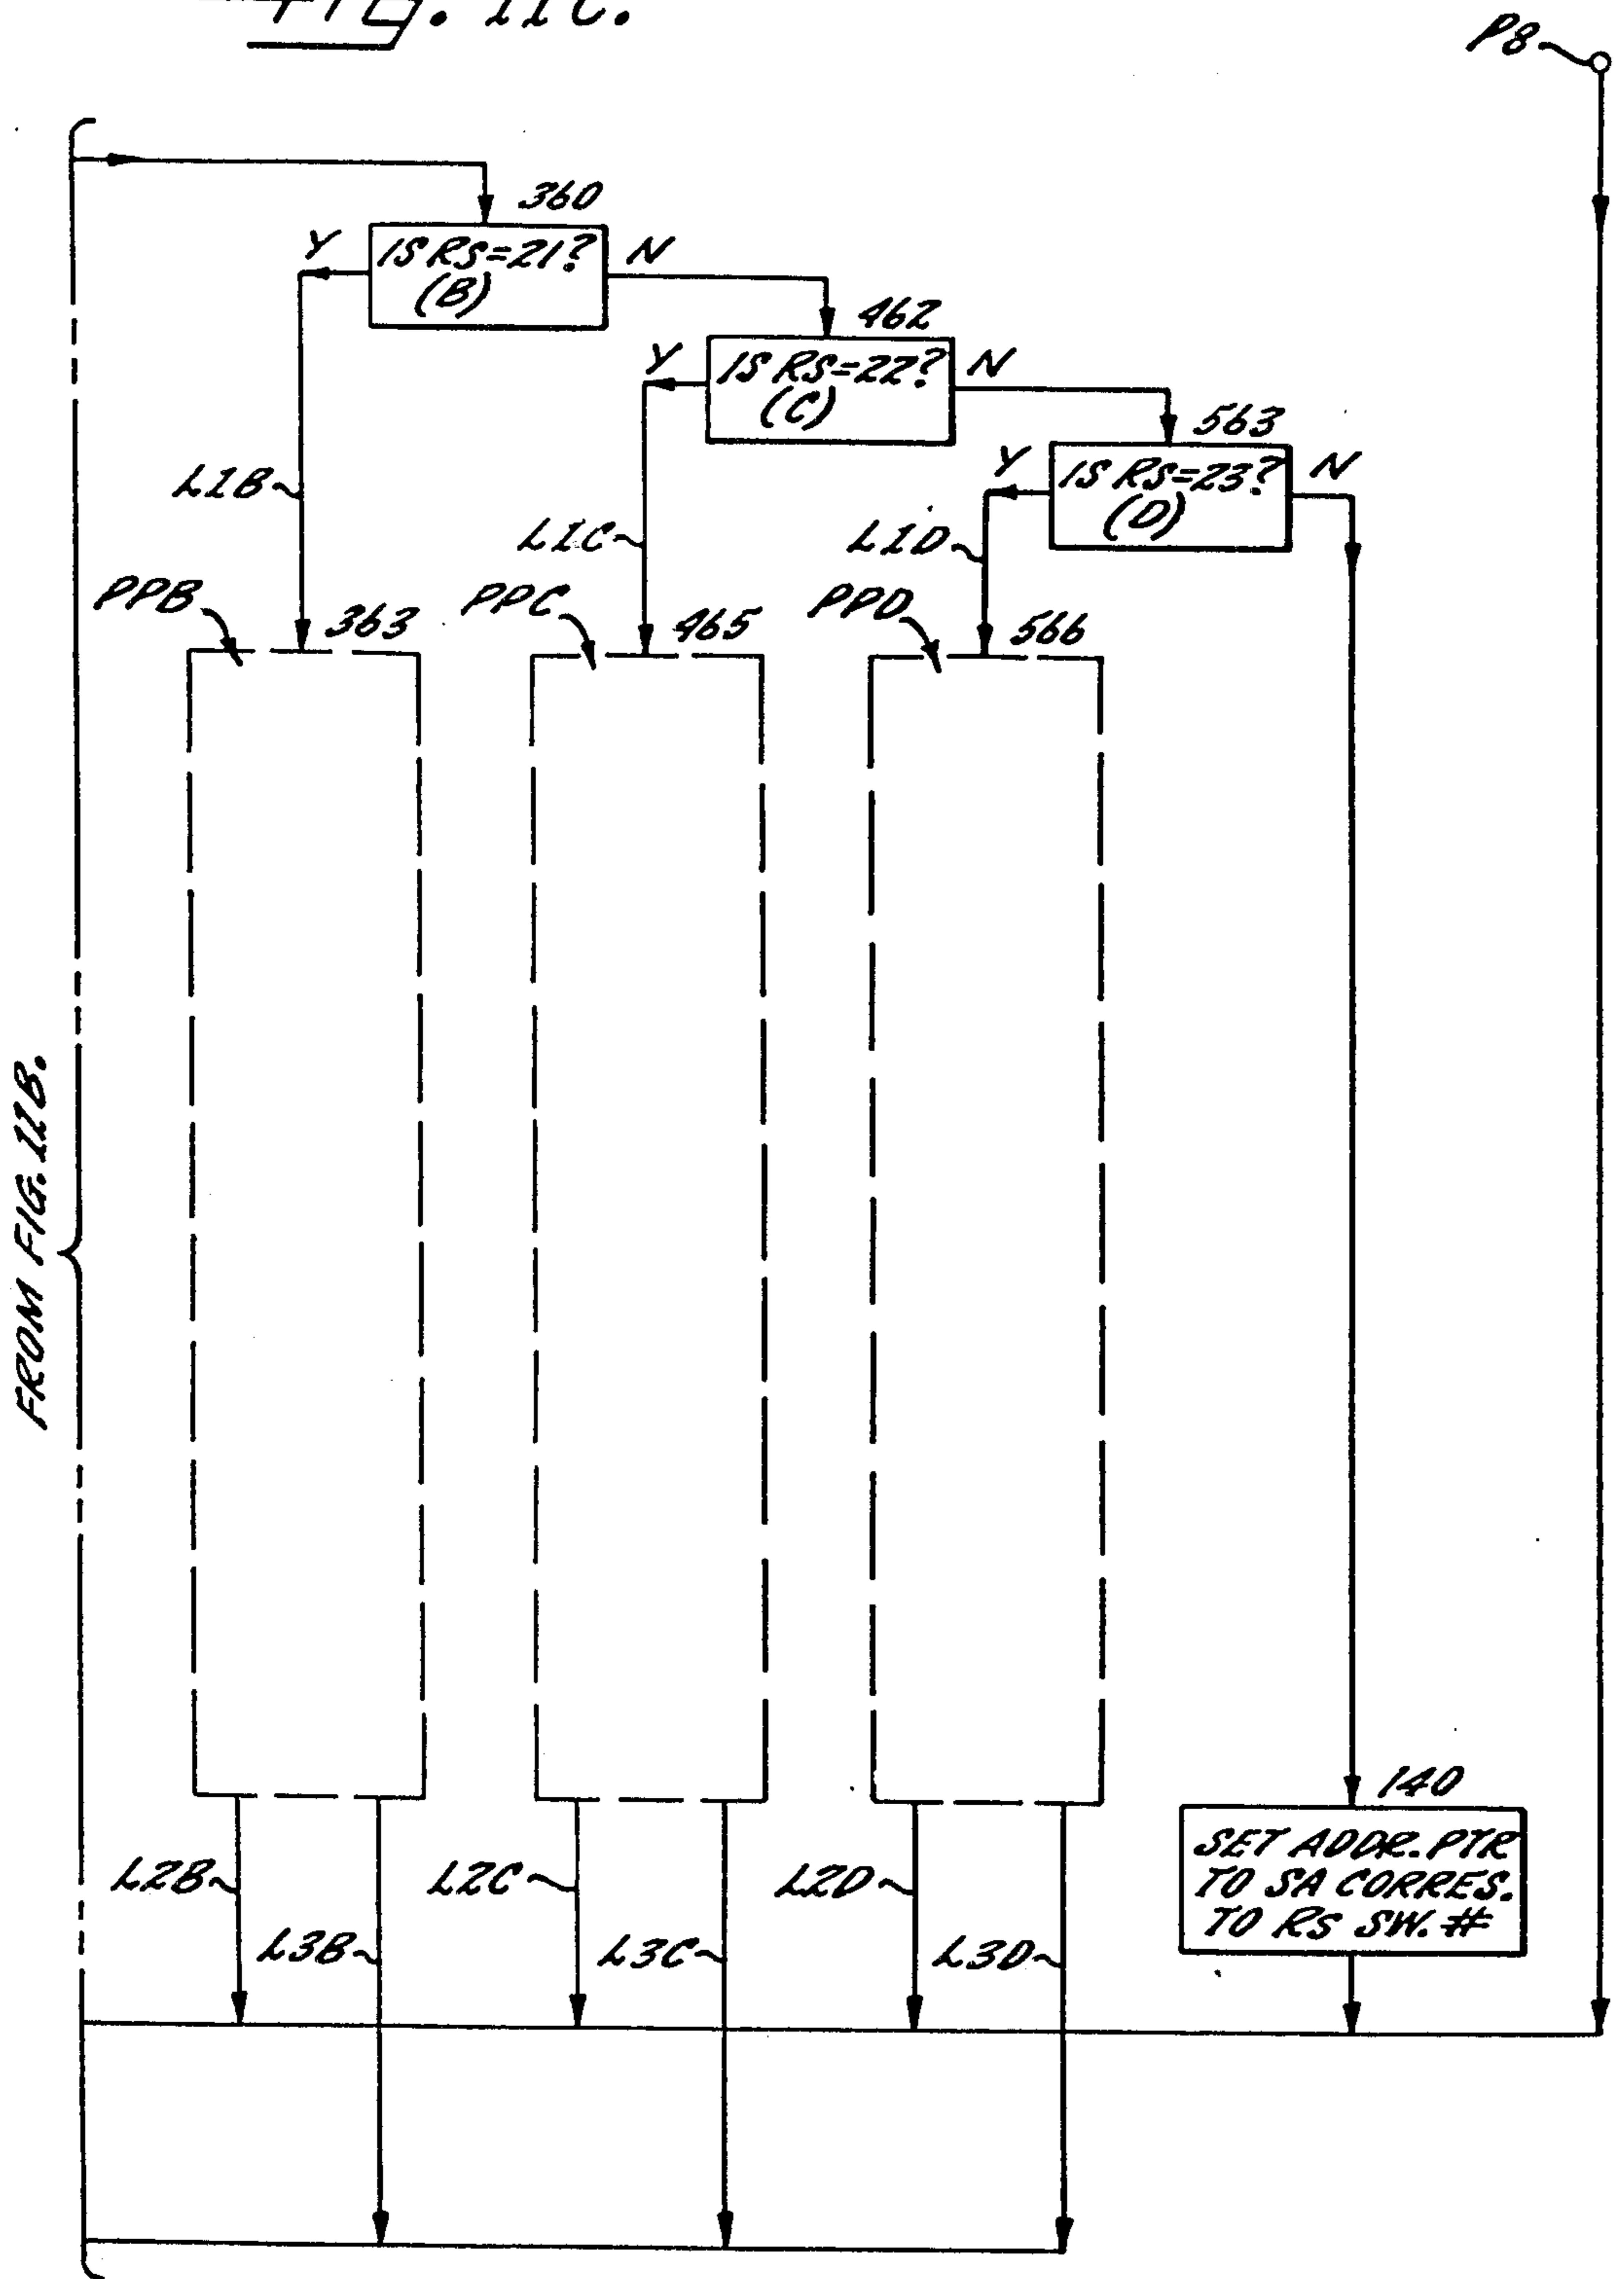 FIG. 11C.
P8
360
Y
IS RS=21?
(B)
N
462
Y
IS RS=22?
(C)
N
563
Y
IS RS=23?
(D)
N
L1B
L1C
L1D
PPB
363
PPC
465
PPD
566
FROM FIG. 11B.
140
SET ADDR. PTR
TO SA CORRES.
TO RS SW. #
L2B
L2C
L2D
L3B
L3C
L3D